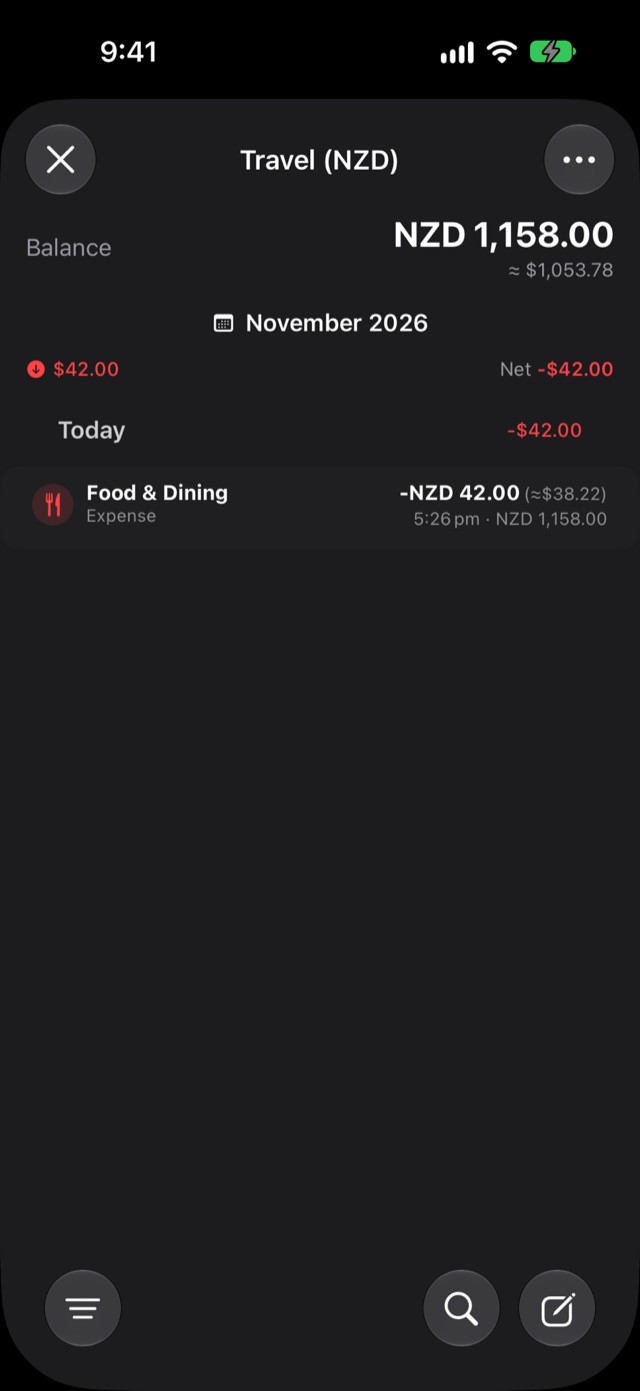 9:41
Travel (NZD)
Balance
NZD 1,158.00
≈ $1,053.78
November 2026
$42.00
Net -$42.00
Today
-$42.00
Food & Dining
-NZD 42.00 (≈$38.22)
Expense
5:26 pm · NZD 1,158.00